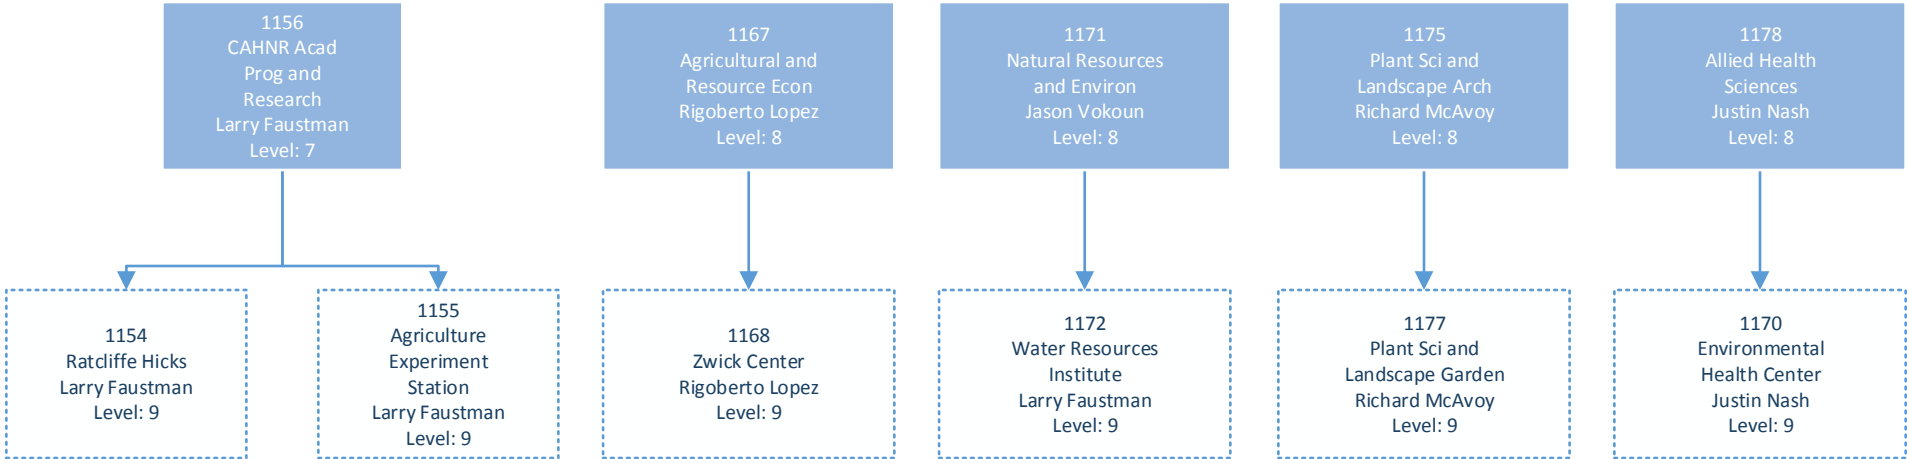 1156
CAHNR Acad
Prog and
Research
Larry Faustman
Level: 7
1167
Agricultural and
Resource Econ
Rigoberto Lopez
Level: 8
1171
Natural Resources
and Environ
Jason Vokoun
Level: 8
1175
Plant Sci and
Landscape Arch
Richard McAvoy
Level: 8
1178
Allied Health
Sciences
Justin Nash
Level: 8
1154
Ratcliffe Hicks
Larry Faustman
Level: 9
1155
Agriculture
Experiment
Station
Larry Faustman
Level: 9
1168
Zwick Center
Rigoberto Lopez
Level: 9
1172
Water Resources
Institute
Larry Faustman
Level: 9
1177
Plant Sci and
Landscape Garden
Richard McAvoy
Level: 9
1170
Environmental
Health Center
Justin Nash
Level: 9